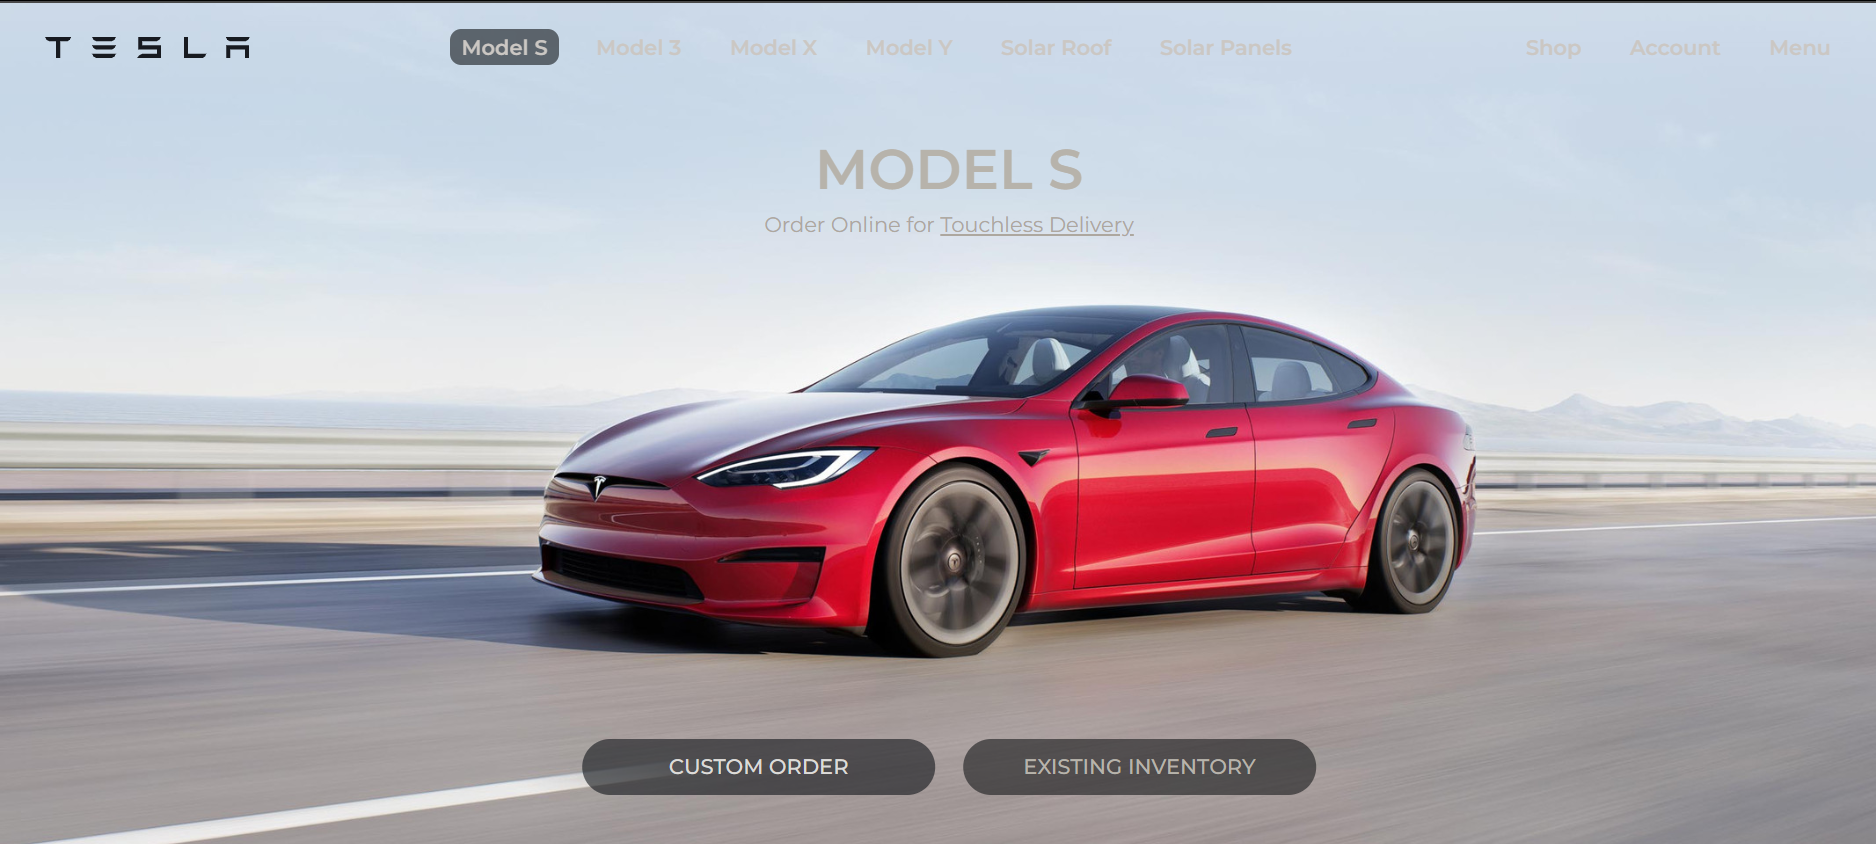 TESLA Model S Model 3 Model X Model Y Solar Roof Solar Panels Shop Account Menu
MODEL S
Order Online for Touchless Delivery
CUSTOM ORDER EXISTING INVENTORY